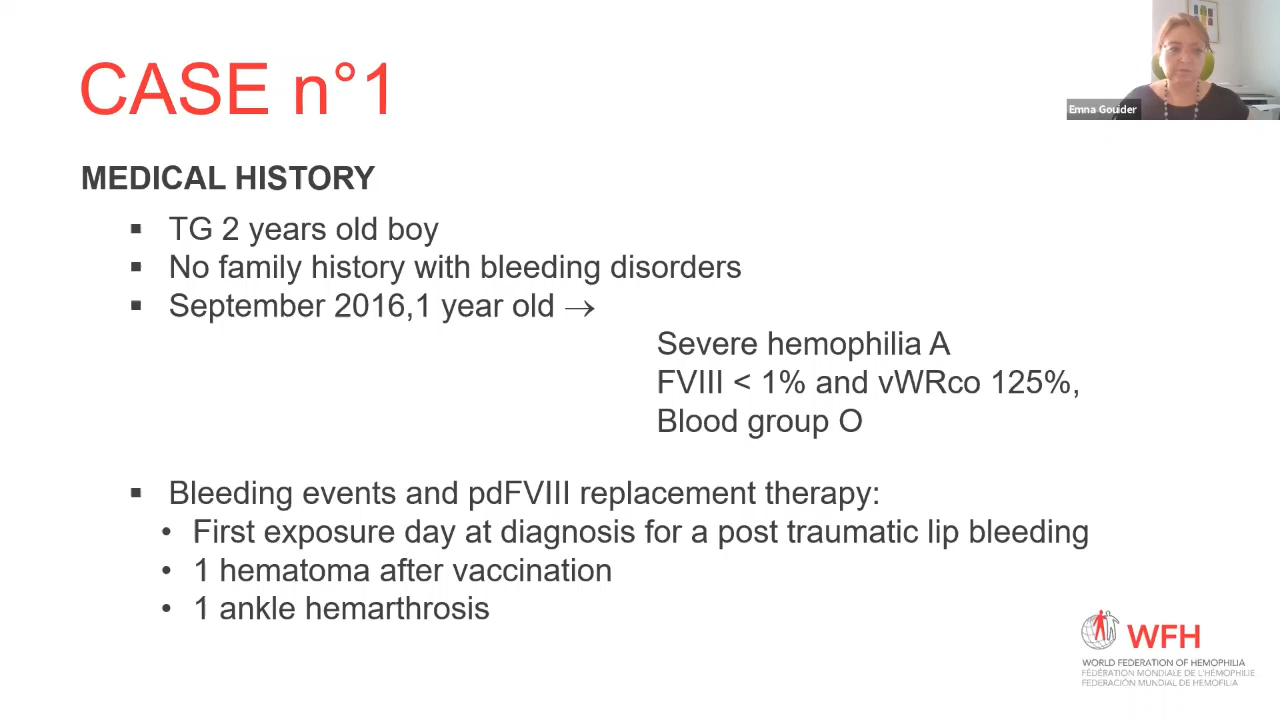 CASE n°1
Emna Gouider
MEDICAL HISTORY
▪ TG 2 years old boy
▪ No family history with bleeding disorders
▪ September 2016,1 year old →
Severe hemophilia A
FVIII < 1% and vWRco 125%,
Blood group O
▪ Bleeding events and pdFVIII replacement therapy:
• First exposure day at diagnosis for a post traumatic lip bleeding
• 1 hematoma after vaccination
• 1 ankle hemarthrosis
WFH
WORLD FEDERATION OF HEMOPHILIA
FÉDÉRATION MONDIALE DE L'HÉMOPHILIE
FEDERACIÓN MUNDIAL DE HEMOFILIA